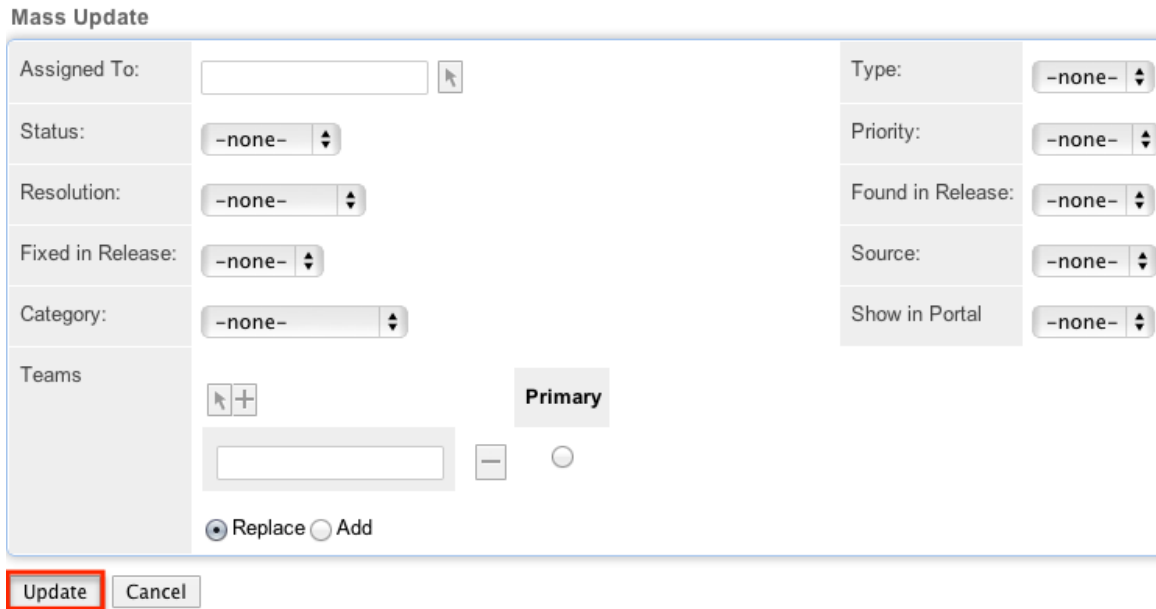 Mass Update
Assigned To:
Type: -none-
Status: -none-
Priority: -none-
Resolution: -none-
Found in Release: -none-
Fixed in Release: -none-
Source: -none-
Category: -none-
Show in Portal -none-
Teams
Primary
Replace Add
Update Cancel